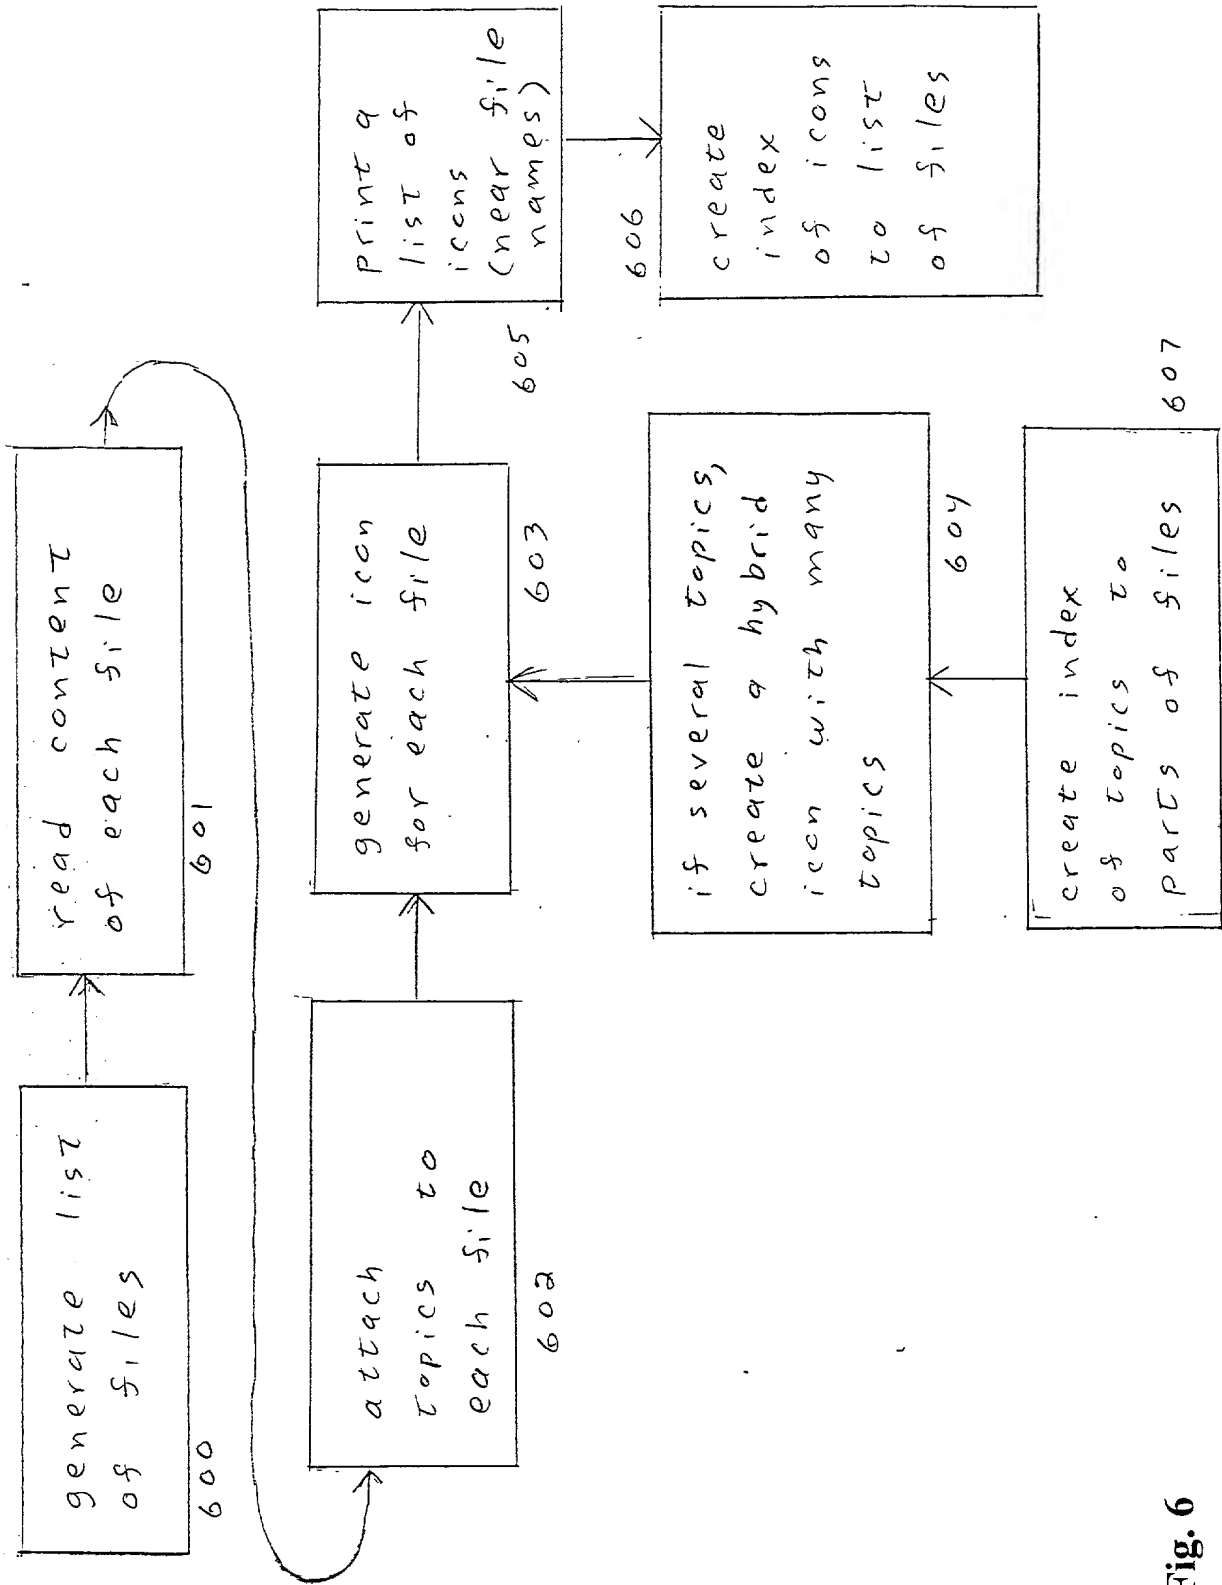 generate list
of files
600
read content
of each file
601
attach
topics to
each file
602
generate icon
for each file
603
if several topics,
create a hybrid
icon with many
topics
604
print a
list of
icons
(near file
names)
605
create
index
of icons
to list
of files
606
create index
of topics to
parts of files
607
Fig. 6